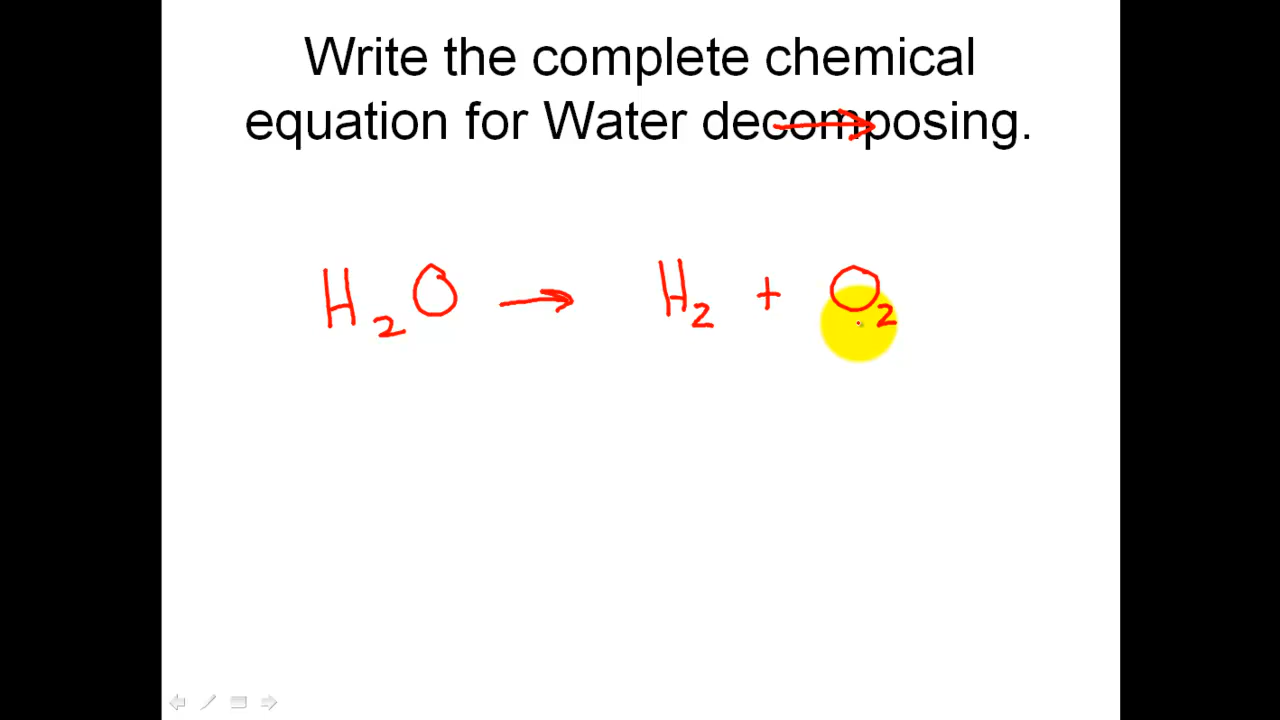 Write the complete chemical
equation for Water decomposing.
H₂O → H₂ + O₂